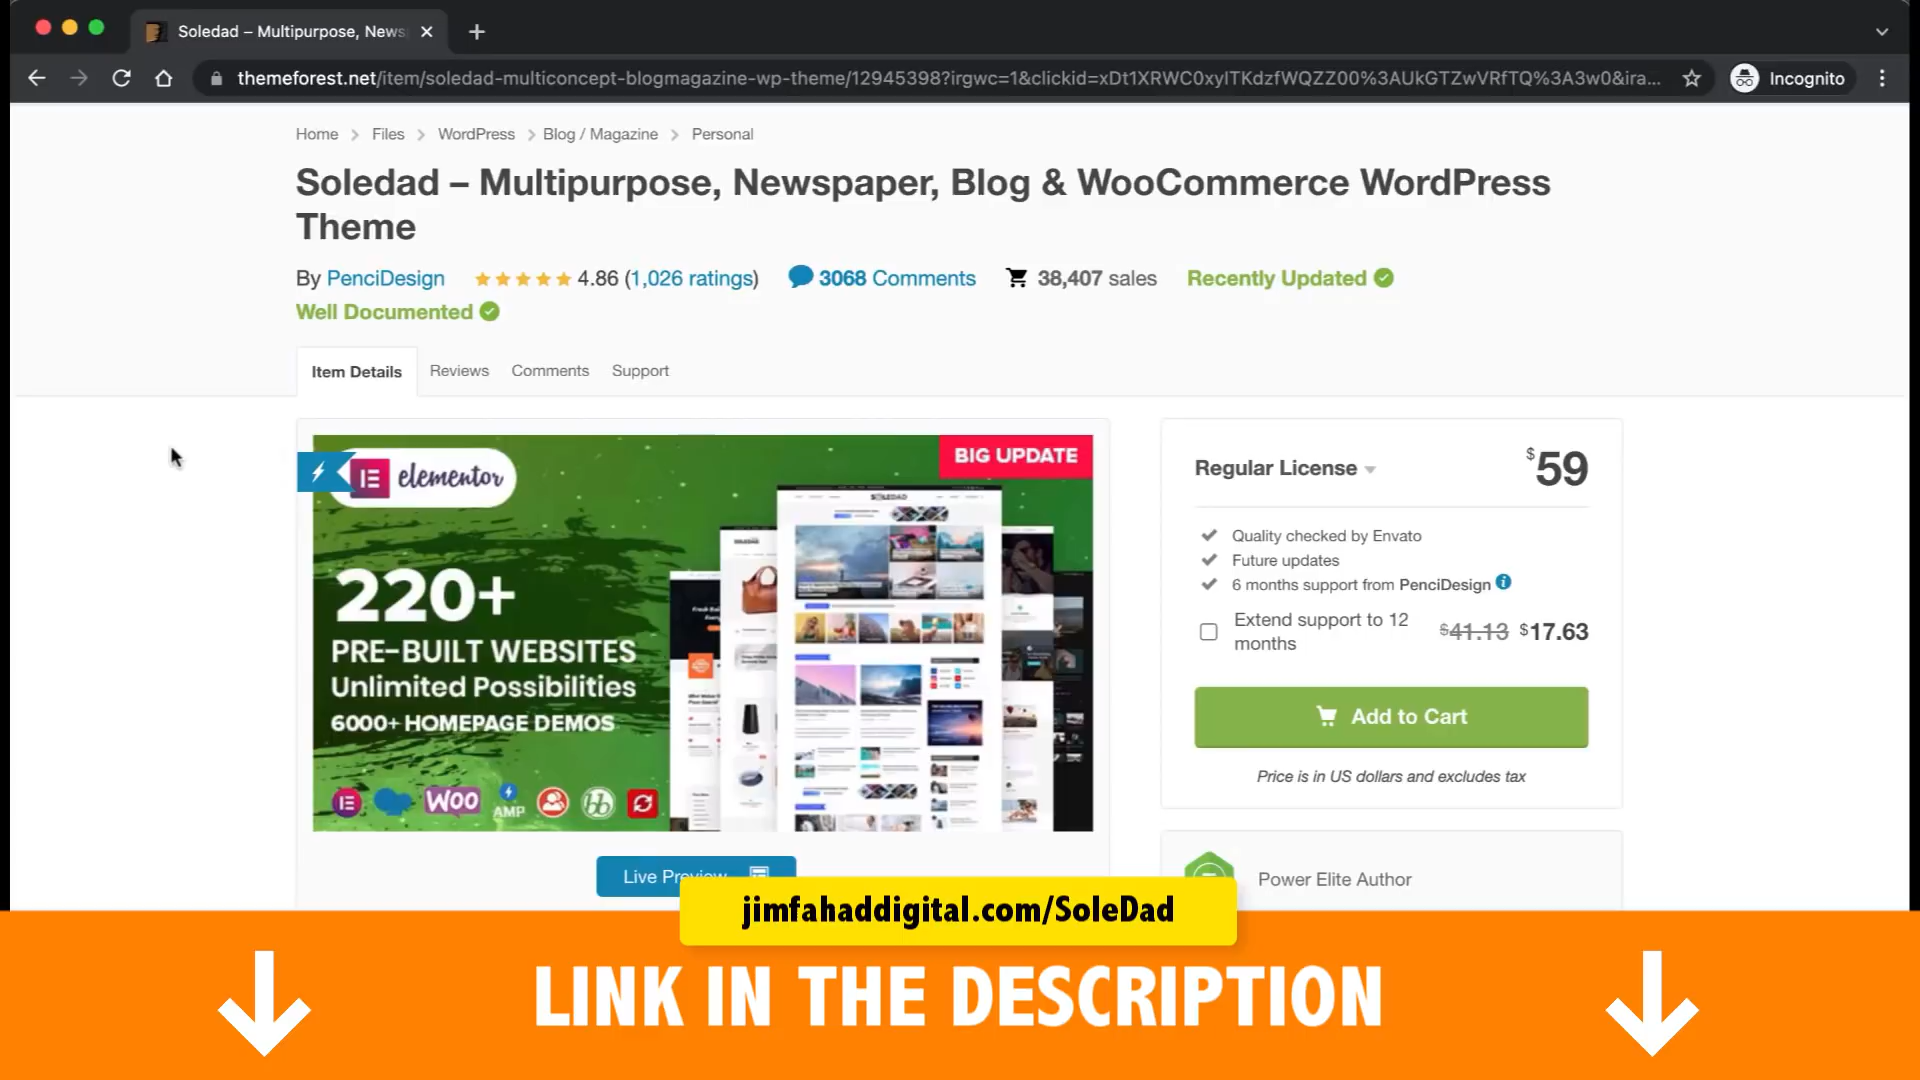 Soledad – Multipurpose, News
themeforest.net/item/soledad-multiconcept-blogmagazine-wp-theme/12945398?irgwc=1&clickid=xDt1XRWC0xyITKdzfWQZZ00%3AUkGTZwVRfTQ%3A3w0&ira...
Incognito
Home > Files > WordPress > Blog / Magazine > Personal
Soledad – Multipurpose, Newspaper, Blog & WooCommerce WordPress
Theme
By PenciDesign 4.86 (1,026 ratings) 3068 Comments 38,407 sales Recently Updated
Well Documented
Item Details Reviews Comments Support
elementor
BIG UPDATE
SOLEDAD
220+
PRE-BUILT WEBSITES
Unlimited Possibilities
6000+ HOMEPAGE DEMOS
WOO
AMP
Live Preview
Regular License $59
Quality checked by Envato
Future updates
6 months support from PenciDesign
Extend support to 12
months
$41.13 $17.63
Add to Cart
Price is in US dollars and excludes tax
Power Elite Author
jimfahaddigital.com/SoleDad
LINK IN THE DESCRIPTION